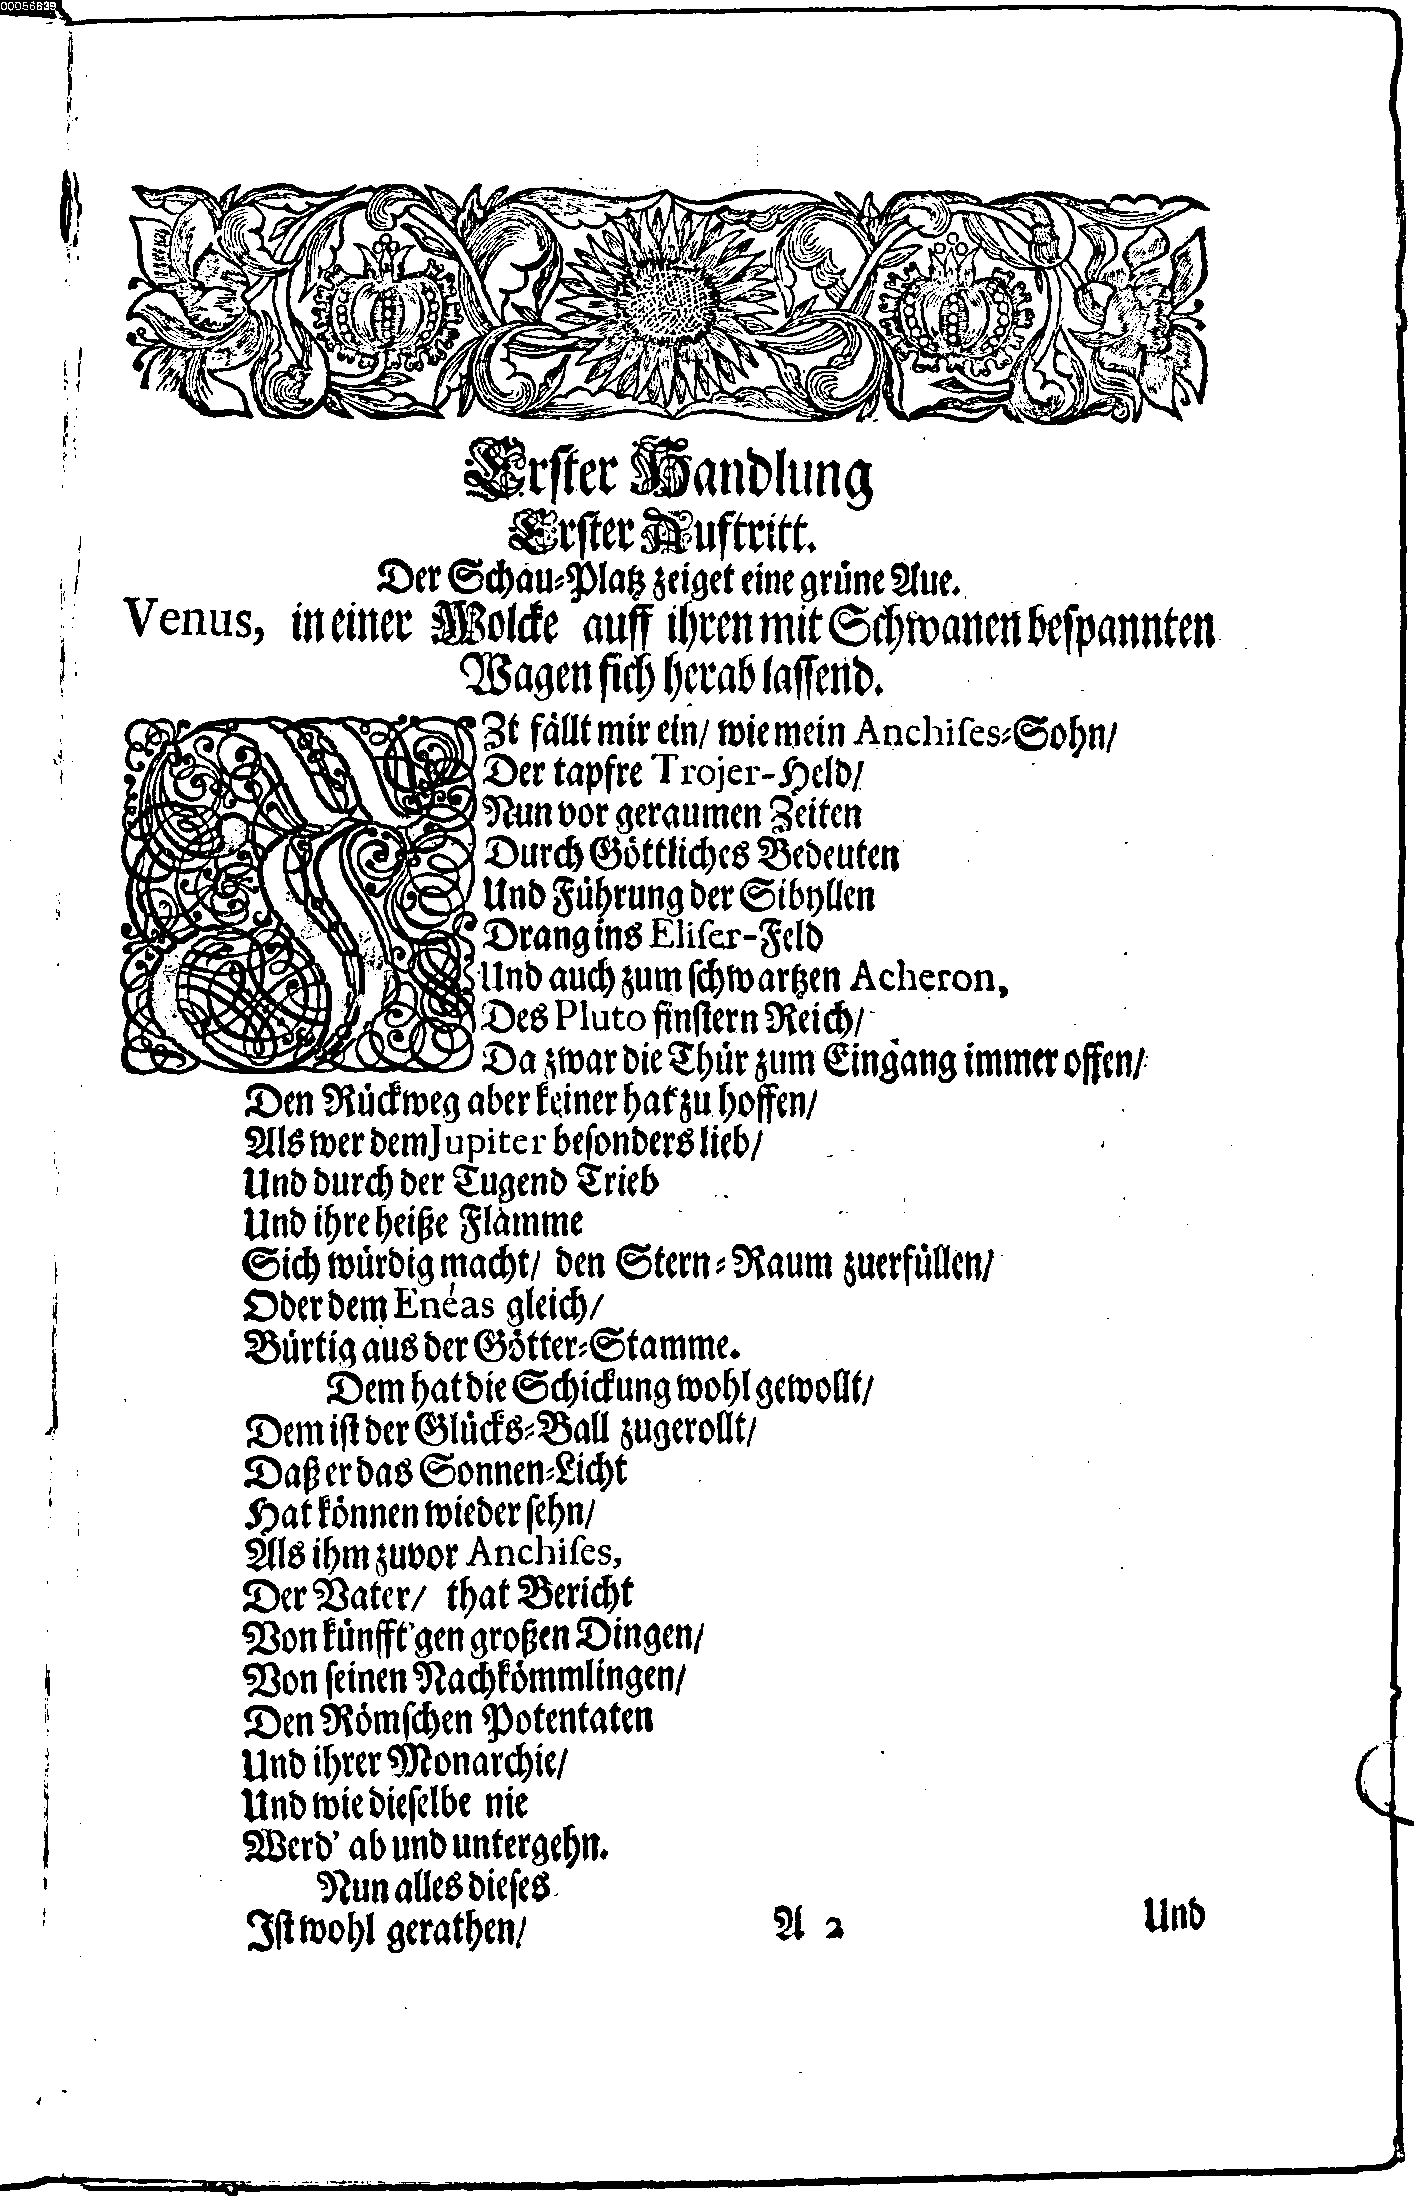 00056639
Erſter Handlung
Erſter Auftritt.
Der Schau-Platz zeiget eine grüne Aue.
Venus, in einer Wolcke auff ihren mit Schwanen beſpannten
Wagen ſich herab laſſend.
JZt fällt mir ein/ wie mein Anchiſes-Sohn/
Der tapfre Trojer-Held/
Nun vor geraumen Zeiten
Durch Göttliches Bedeuten
Und Führung der Sibyllen
Drang ins Eliſer-Feld
Und auch zum ſchwartzen Acheron,
Des Pluto finſtern Reich/
Da zwar die Thür zum Eingang immer offen/
Den Rückweg aber keiner hat zu hoffen/
Als wer dem Jupiter beſonders lieb/
Und durch der Tugend Trieb
Und ihre heiße Flamme
Sich würdig macht/ den Stern-Raum zuerfüllen/
Oder dem Enéas gleich/
Bürtig aus der Götter-Stamme.
Dem hat die Schickung wohl gewollt/
Dem iſt der Glücks-Ball zugerollt/
Daß er das Sonnen-Licht
Hat können wieder ſehn/
Als ihm zuvor Anchiſes,
Der Vater/ that Bericht
Von künfft'gen großen Dingen/
Von ſeinen Nachkömmlingen/
Den Römſchen Potentaten
Und ihrer Monarchie/
Und wie dieſelbe nie
Werd' ab und untergehn.
Nun alles dieſes
Iſt wohl gerathen/
A 2
Und